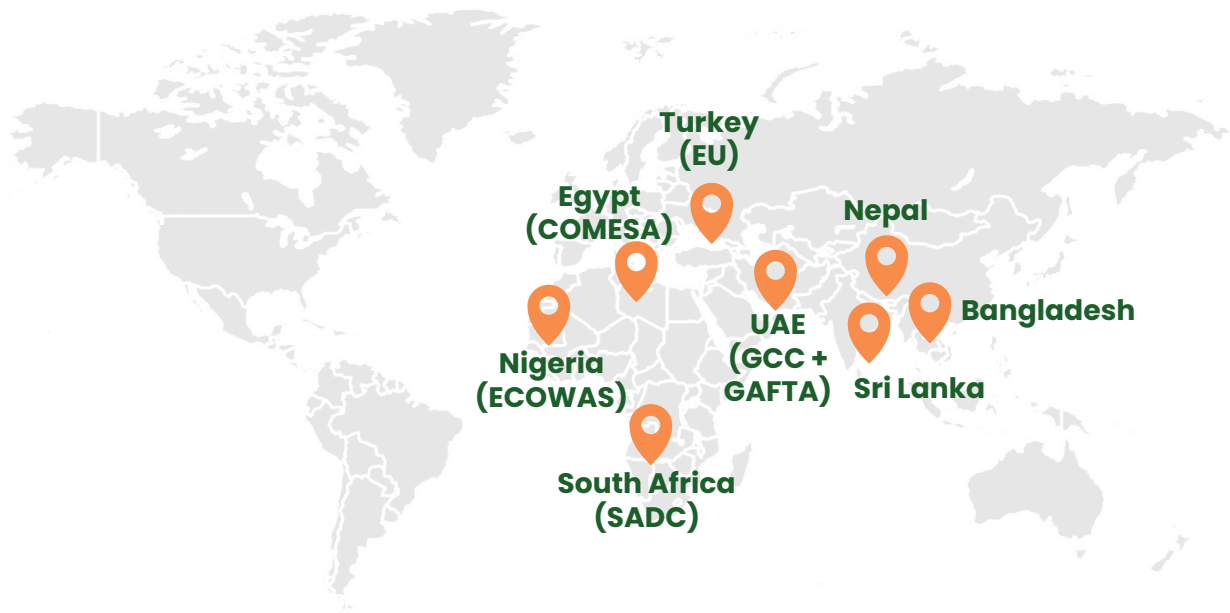 Turkey
(EU)
Egypt
(COMESA)
Nepal
Bangladesh
UAE
(GCC +
GAFTA)
Nigeria
(ECOWAS)
Sri Lanka
South Africa
(SADC)